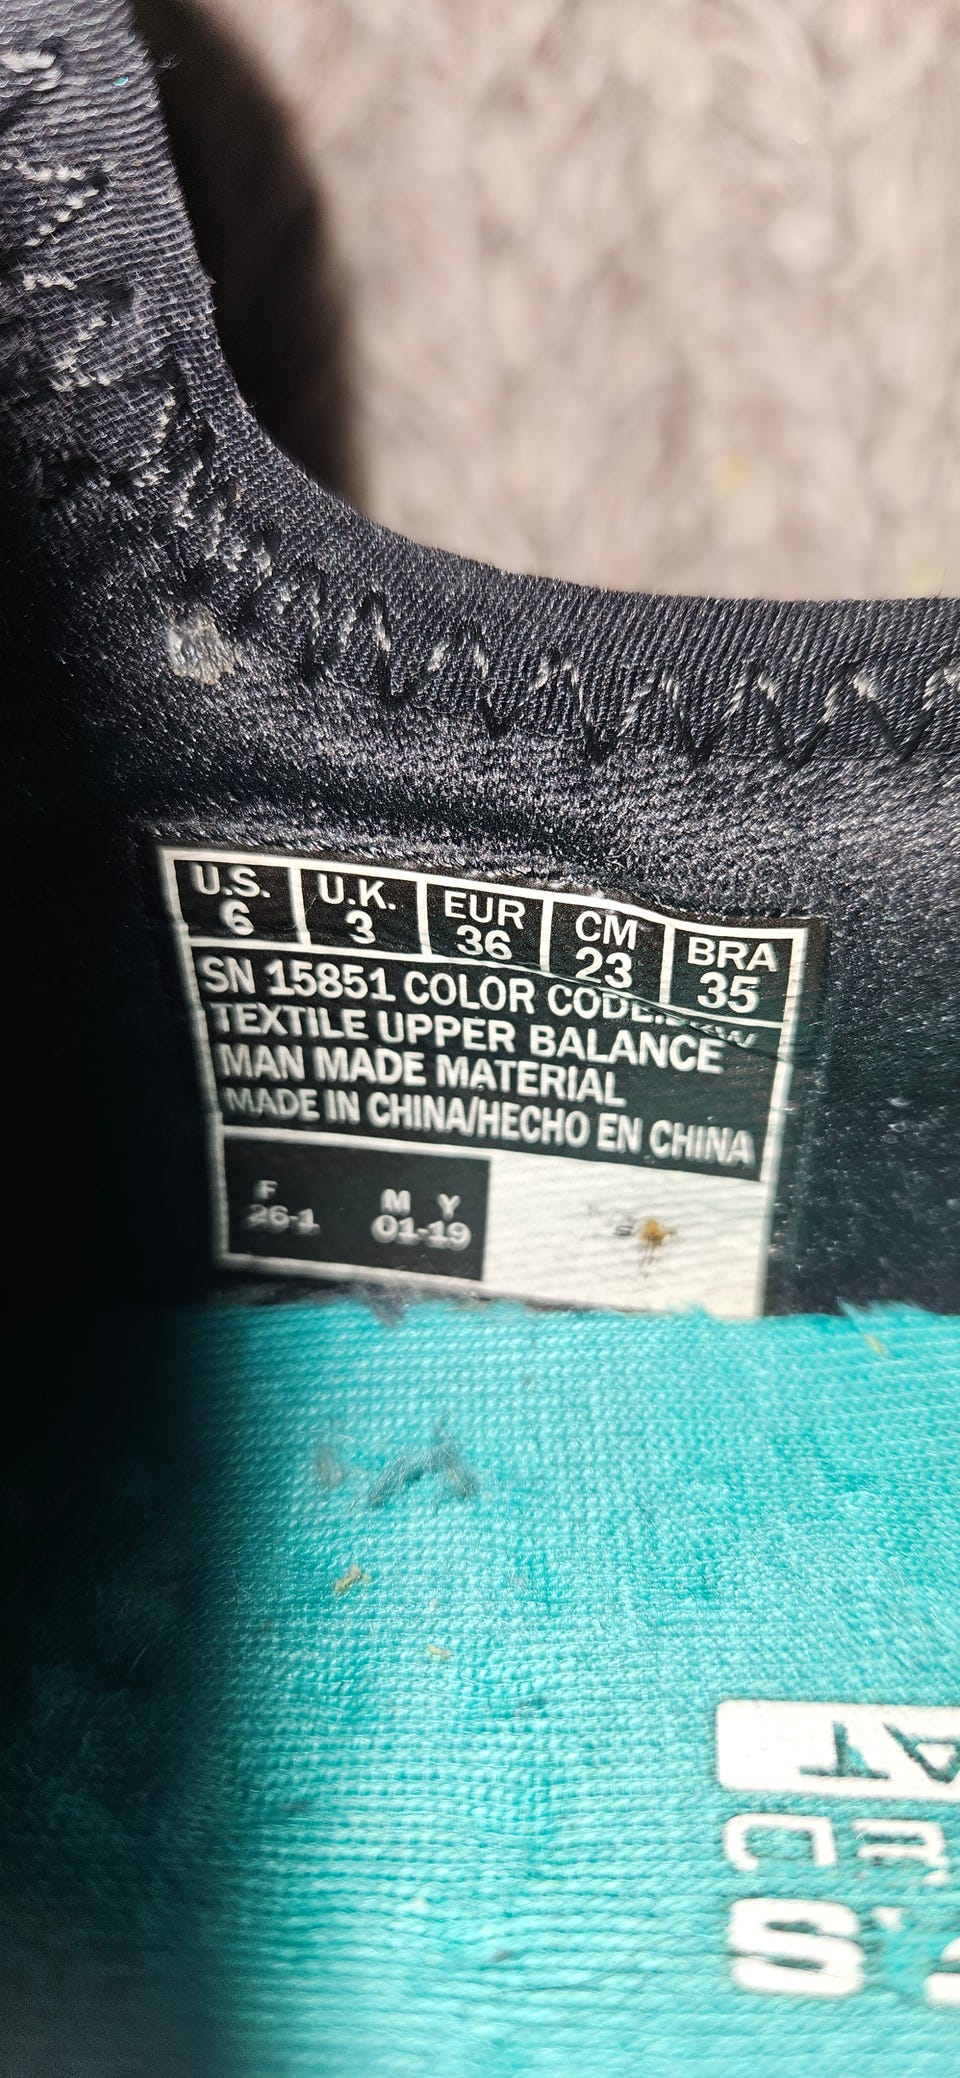 U.S. U.K. EUR CM BRA
6 3 36 23 35
SN 15851 COLOR CODE:
TEXTILE UPPER BALANCE
MAN MADE MATERIAL
MADE IN CHINA/HECHO EN CHINA
F M Y
26-1 01-19